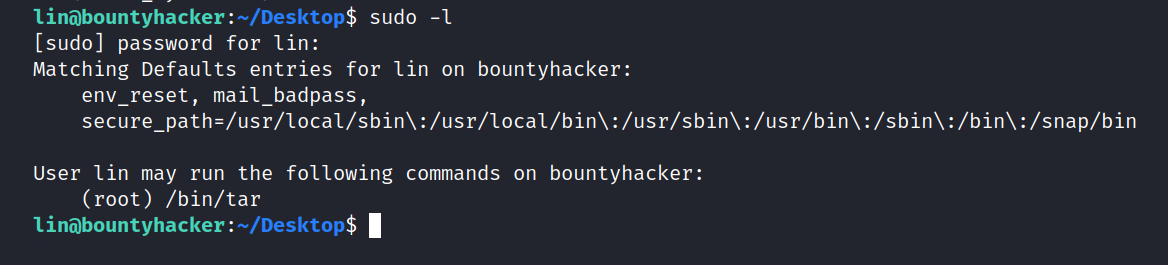 lin@bountyhacker:~/Desktop$ sudo -l
[sudo] password for lin:
Matching Defaults entries for lin on bountyhacker:
    env_reset, mail_badpass,
    secure_path=/usr/local/sbin\:/usr/local/bin\:/usr/sbin\:/usr/bin\:/sbin\:/bin\:/snap/bin

User lin may run the following commands on bountyhacker:
    (root) /bin/tar
lin@bountyhacker:~/Desktop$